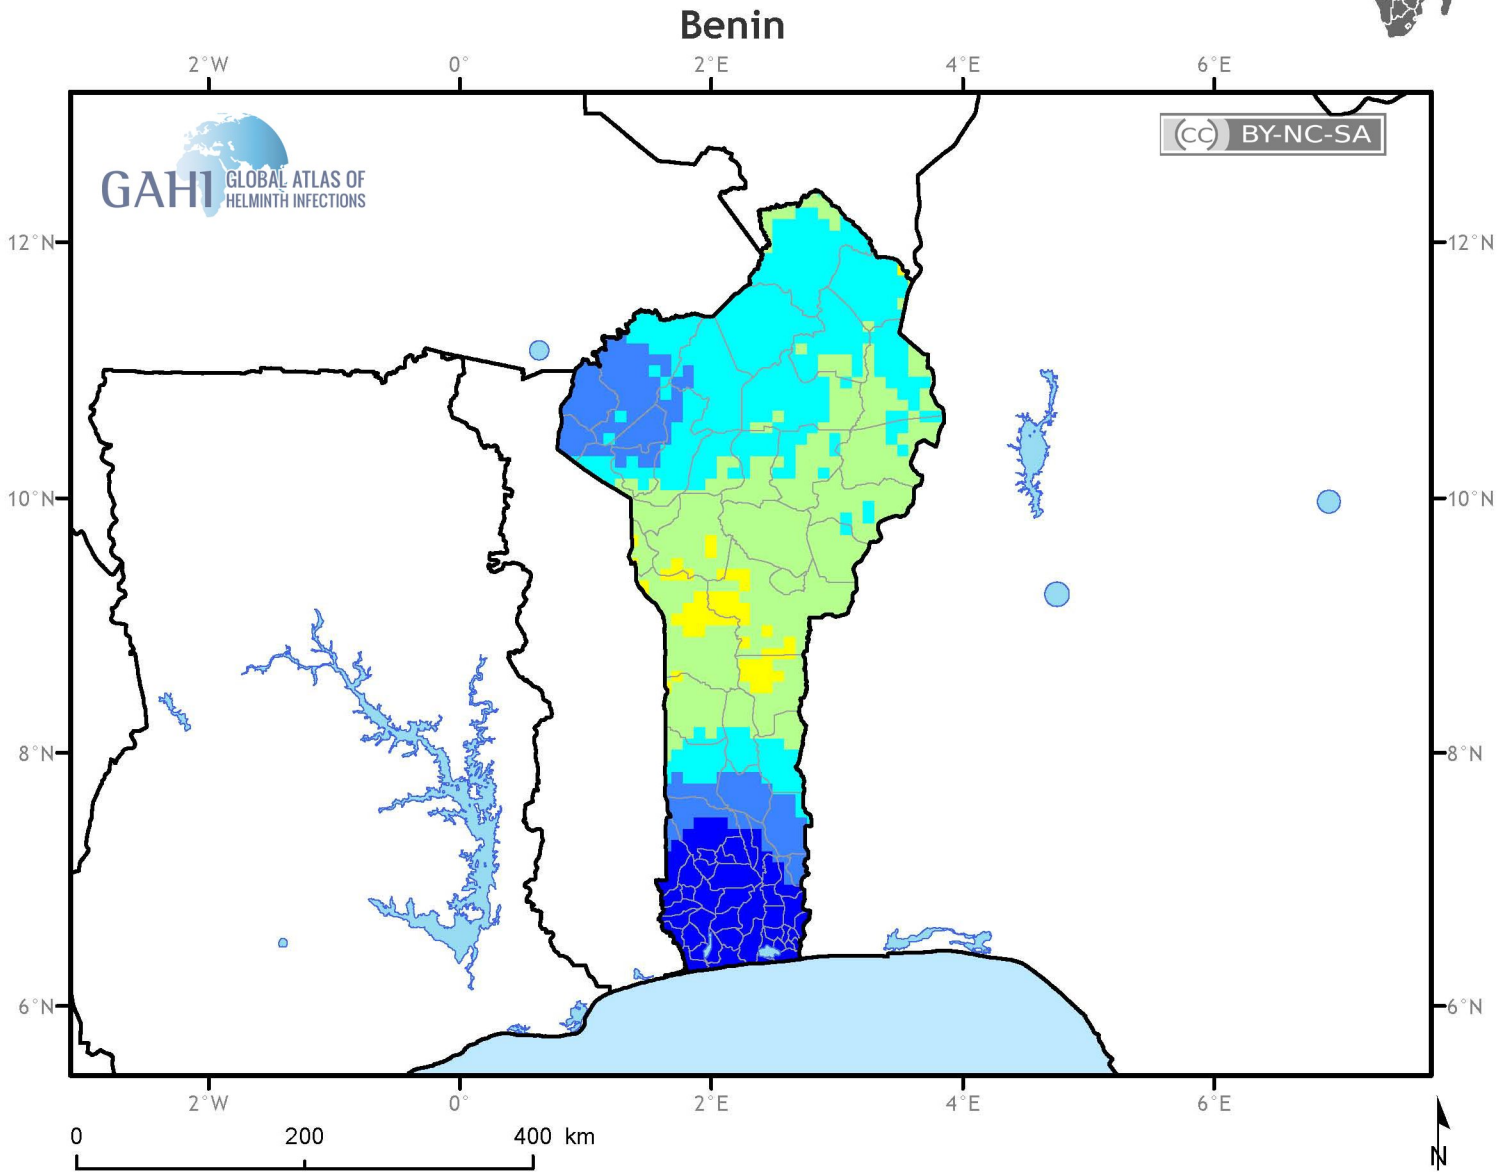 Benin
2°W 0° 2°E 4°E 6°E
GAHI GLOBAL ATLAS OF
HELMINTH INFECTIONS
(cc) BY-NC-SA
12°N 12°N
10°N 10°N
8°N 8°N
6°N 6°N
2°W 0° 2°E 4°E 6°E
0 200 400 km
N